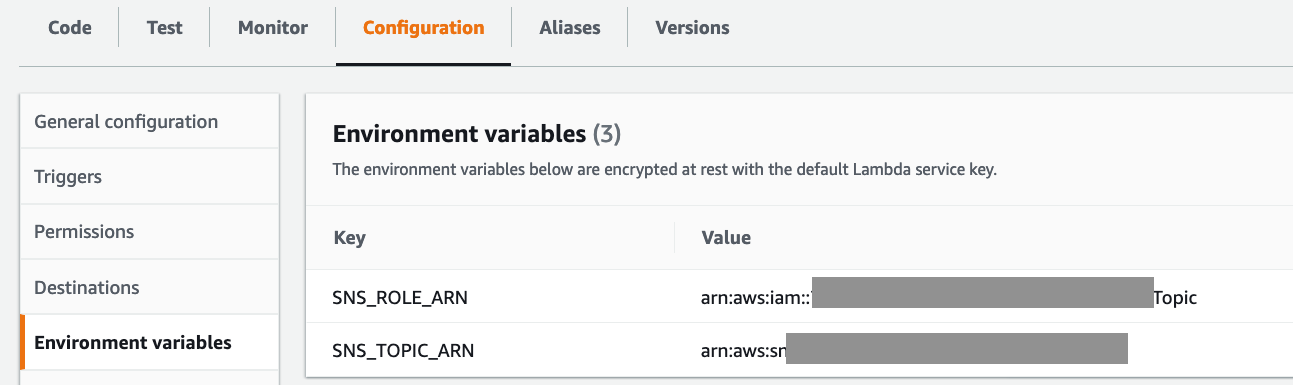 Code Test Monitor Configuration Aliases Versions
General configuration
Triggers
Permissions
Destinations
Environment variables
Environment variables (3)
The environment variables below are encrypted at rest with the default Lambda service key.
Key Value
SNS_ROLE_ARN arn:aws:iam:: Topic
SNS_TOPIC_ARN arn:aws:sn